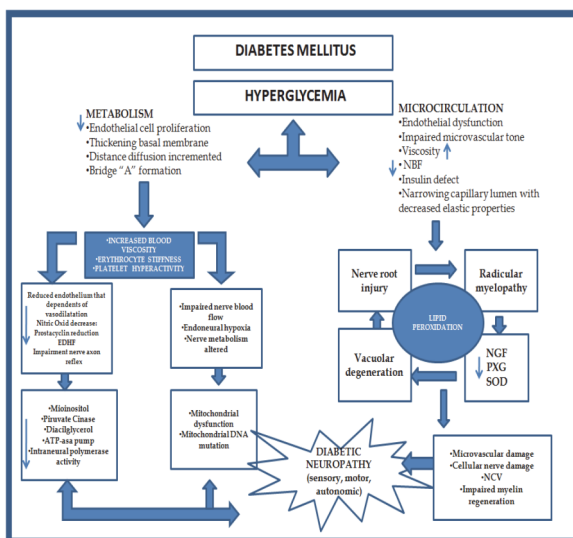 DIABETES MELLITUS
HYPERGLYCEMIA
METABOLISM
•Endothelial cell proliferation
•Thickening basal membrane
•Distance diffusion incremented
•Bridge “A” formation
MICROCIRCULATION
•Endothelial dysfunction
•Impaired microvascular tone
•Viscosity
•NBF
•Insulin defect
•Narrowing capillary lumen with
decreased elastic properties
•INCREASED BLOOD
VISCOSITY
•ERYTHROCYTE STIFFNESS
•PLATELET HYPERACTIVITY
Reduced endothelium that
dependents of
vasodilatation
Nitric Oxid decrease:
Prostacyclin reduction
EDHF
Impairment nerve axon
reflex
•Impaired nerve blood
flow
•Endoneural hypoxia
•Nerve metabolism
altered
•Mioinositol
•Piruvate Cinase
•Diacilglycerol
•ATP-asa pump
•Intraneural polymerase
activity
•Mitochondrial
dysfunction
•Mitochondrial DNA
mutation
Nerve root
injury
Radicular
myelopathy
LIPID
PEROXIDATION
Vacuolar
degeneration
NGF
PXG
SOD
DIABETIC
NEUROPATHY
(sensory, motor,
autonomic)
•Microvascular damage
•Cellular nerve damage
•NCV
•Impaired myelin
regeneration